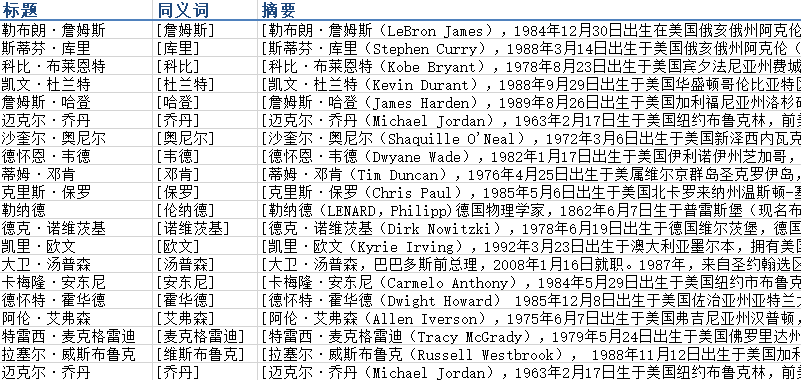 标题 同义词 摘要
勒布朗·詹姆斯 [詹姆斯] [勒布朗·詹姆斯（LeBron James），1984年12月30日出生在美国俄亥俄州阿克伦
斯蒂芬·库里 [库里] [斯蒂芬·库里（Stephen Curry），1988年3月14日出生于美国俄亥俄州阿克伦（
科比·布莱恩特 [科比] [科比·布莱恩特（Kobe Bryant），1978年8月23日出生于美国宾夕法尼亚州费城
凯文·杜兰特 [杜兰特] [凯文·杜兰特（Kevin Durant），1988年9月29日出生于美国华盛顿哥伦比亚特区
詹姆斯·哈登 [哈登] [詹姆斯·哈登（James Harden），1989年8月26日出生于美国加利福尼亚州洛杉矶
迈克尔·乔丹 [乔丹] [迈克尔·乔丹（Michael Jordan），1963年2月17日生于美国纽约布鲁克林，前美
沙奎尔·奥尼尔 [奥尼尔] [沙奎尔·奥尼尔（Shaquille O'Neal），1972年3月6日出生于美国新泽西内瓦克
德怀恩·韦德 [韦德] [德怀恩·韦德（Dwyane Wade），1982年1月17日出生于美国伊利诺伊州芝加哥，
蒂姆·邓肯 [邓肯] [蒂姆·邓肯（Tim Duncan），1976年4月25日出生于美属维尔京群岛圣克罗伊岛，
克里斯·保罗 [保罗] [克里斯·保罗（Chris Paul），1985年5月6日出生于美国北卡罗来纳州温斯顿-塞
勒纳德 [伦纳德] [勒纳德（LENARD，Philipp)德国物理学家，1862年6月7日生于普雷斯堡（现名布
德克·诺维茨基 [诺维茨基] [德克·诺维茨基（Dirk Nowitzki），1978年6月19日出生于德国维尔茨堡，德国
凯里·欧文 [欧文] [凯里·欧文（Kyrie Irving），1992年3月23日出生于澳大利亚墨尔本，拥有美国
大卫·汤普森 [汤普森] [大卫·汤普森，巴巴多斯前总理，2008年1月16日就职。1987年，来自圣约翰选区
卡梅隆·安东尼 [安东尼] [卡梅隆·安东尼（Carmelo Anthony），1984年5月29日出生于美国纽约市布鲁克
德怀特·霍华德 [霍华德] [德怀特·霍华德（Dwight Howard） 1985年12月8日出生于美国佐治亚州亚特兰大
阿伦·艾弗森 [艾弗森] [阿伦·艾弗森（Allen Iverson），1975年6月7日生于美国弗吉尼亚州汉普顿，
特雷西·麦克格雷迪 [麦克格雷迪] [特雷西·麦克格雷迪（Tracy McGrady），1979年5月24日出生于美国佛罗里达州
拉塞尔·威斯布鲁克 [维斯布鲁克] [拉塞尔·威斯布鲁克（Russell Westbrook）， 1988年11月12日出生于美国加
迈克尔·乔丹 [乔丹] [迈克尔·乔丹（Michael Jordan），1963年2月17日生于美国纽约布鲁克林，前美